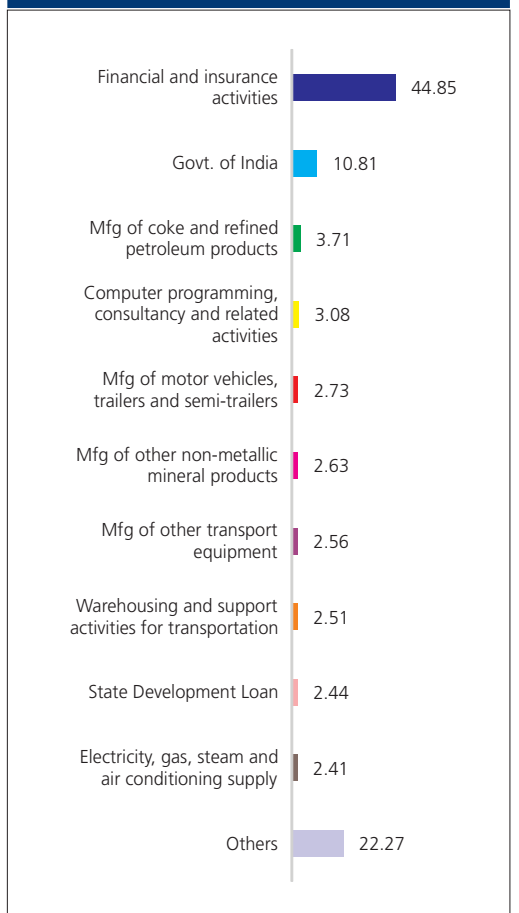 Financial and insurance
activities
44.85
Govt. of India
10.81
Mfg of coke and refined
petroleum products
3.71
Computer programming,
consultancy and related
activities
3.08
Mfg of motor vehicles,
trailers and semi-trailers
2.73
Mfg of other non-metallic
mineral products
2.63
Mfg of other transport
equipment
2.56
Warehousing and support
activities for transportation
2.51
State Development Loan
2.44
Electricity, gas, steam and
air conditioning supply
2.41
Others
22.27